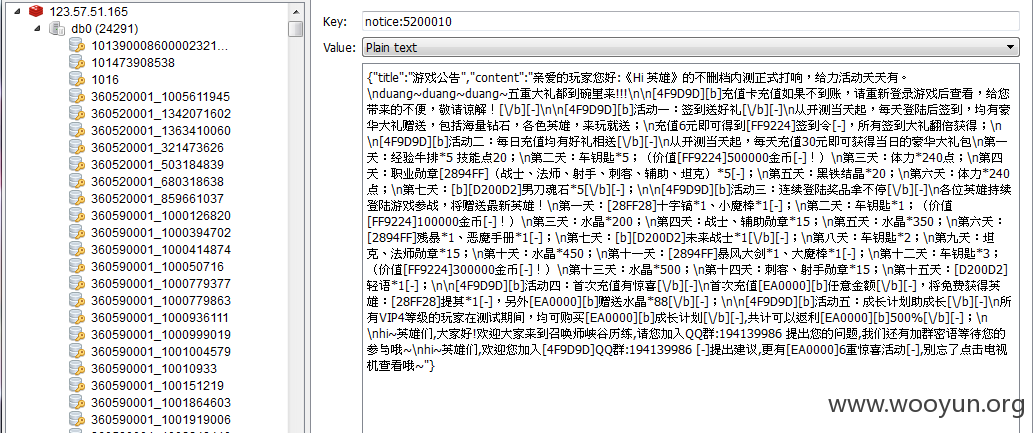 123.57.51.165
db0 (24291)
101390008600002321...
101473908538
1016
360520001_1005611945
360520001_1342071602
360520001_1363410060
360520001_321473626
360520001_503184839
360520001_680318638
360520001_859661037
360590001_1000126820
360590001_1000394702
360590001_1000414874
360590001_100050716
360590001_1000779377
360590001_1000779863
360590001_1000936111
360590001_1000999019
360590001_1001004579
360590001_10010933
360590001_100151219
360590001_1001864603
360590001_1001919006
Key: notice:5200010
Value: Plain text
{"title":"游戏公告","content":"亲爱的玩家您好:《Hi 英雄》的不删档内测正式打响，给力活动天天有。
\nduang~duang~duang~五重大礼都到碗里来!!!\n\n[4F9D9D][b]充值卡充值如果不到账，请重新登录游戏后查看，给您
带来的不便，敬请谅解！[\/b][-]\n\n[4F9D9D][b]活动一：签到送好礼[\/b][-]\n从开测当天起，每天登陆后签到，均有豪
华大礼赠送，包括海量钻石，各色英雄，来玩就送；\n充值6元即可得到[FF9224]签到令[-]，所有签到大礼翻倍获得；\n
\n[4F9D9D][b]活动二：每日充值均有好礼相送[\/b][-]\n以开测当天起，每天充值30元即可获得当日的豪华大礼包\n第一
天：经验牛排*5 技能点20；\n第二天：车钥匙*5；（价值[FF9224]500000金币[-]！）\n第三天：体力*240点；\n第四
天：职业勋章[2894FF]（战士、法师、射手、刺客、辅助、坦克）*5[-]；\n第五天：黑铁结晶*20；\n第六天：体力*240
点；\n第七天：[b][D200D2]男刀魂石*5[\/b][-]；\n\n[4F9D9D][b]活动三：连续登陆奖品拿不停[\/b][-]\n各位英雄持续
登陆游戏参战，将赠送最新英雄！\n第一天：[28FF28]十字镐*1、小魔棒*1[-]；\n第二天：车钥匙*1；（价值
[FF9224]100000金币[-]！）\n第三天：水晶*200；\n第四天：战士、辅助勋章*15；\n第五天：水晶*350；\n第六天：
[2894FF]残暴*1、恶魔手册*1[-]；\n第七天：[b][D200D2]未来战士*1[\/b][-]；\n第八天：车钥匙*2；\n第九天：坦
克、法师勋章*15；\n第十天：水晶*450；\n第十一天：[2894FF]暴风大剑*1、大魔棒*1[-]；\n第十二天：车钥匙*3；
（价值[FF9224]300000金币[-]！）\n第十三天：水晶*500；\n第十四天：刺客、射手勋章*15；\n第十五天：[D200D2]
轻语*1[-]；\n\n[4F9D9D][b]活动四：首次充值有惊喜[\/b][-]\n首次充值[EA0000][b]任意金额[\/b][-]，将免费获得英
雄：[28FF28]提莫*1[-]，另外[EA0000][b]赠送水晶*88[\/b][-]；\n\n[4F9D9D][b]活动五：成长计划助成长[\/b][-]\n所
有VIP4等级的玩家在测试期间，均可购买[EA0000][b]成长计划[\/b][-],共计可以返利[EA0000][b]500%[\/b][-]；\n
\nhi~英雄们,大家好!欢迎大家来到召唤师峡谷历练,请您加入QQ群:194139986 提出您的问题,我们还有加群密语等待您的
参与哦~\nhi~英雄们,欢迎您加入[4F9D9D]QQ群:194139986 [-]提出建议,更有[EA0000]6重惊喜活动[-],别忘了点击电视
机查看哦~"}
www.wooyun.org